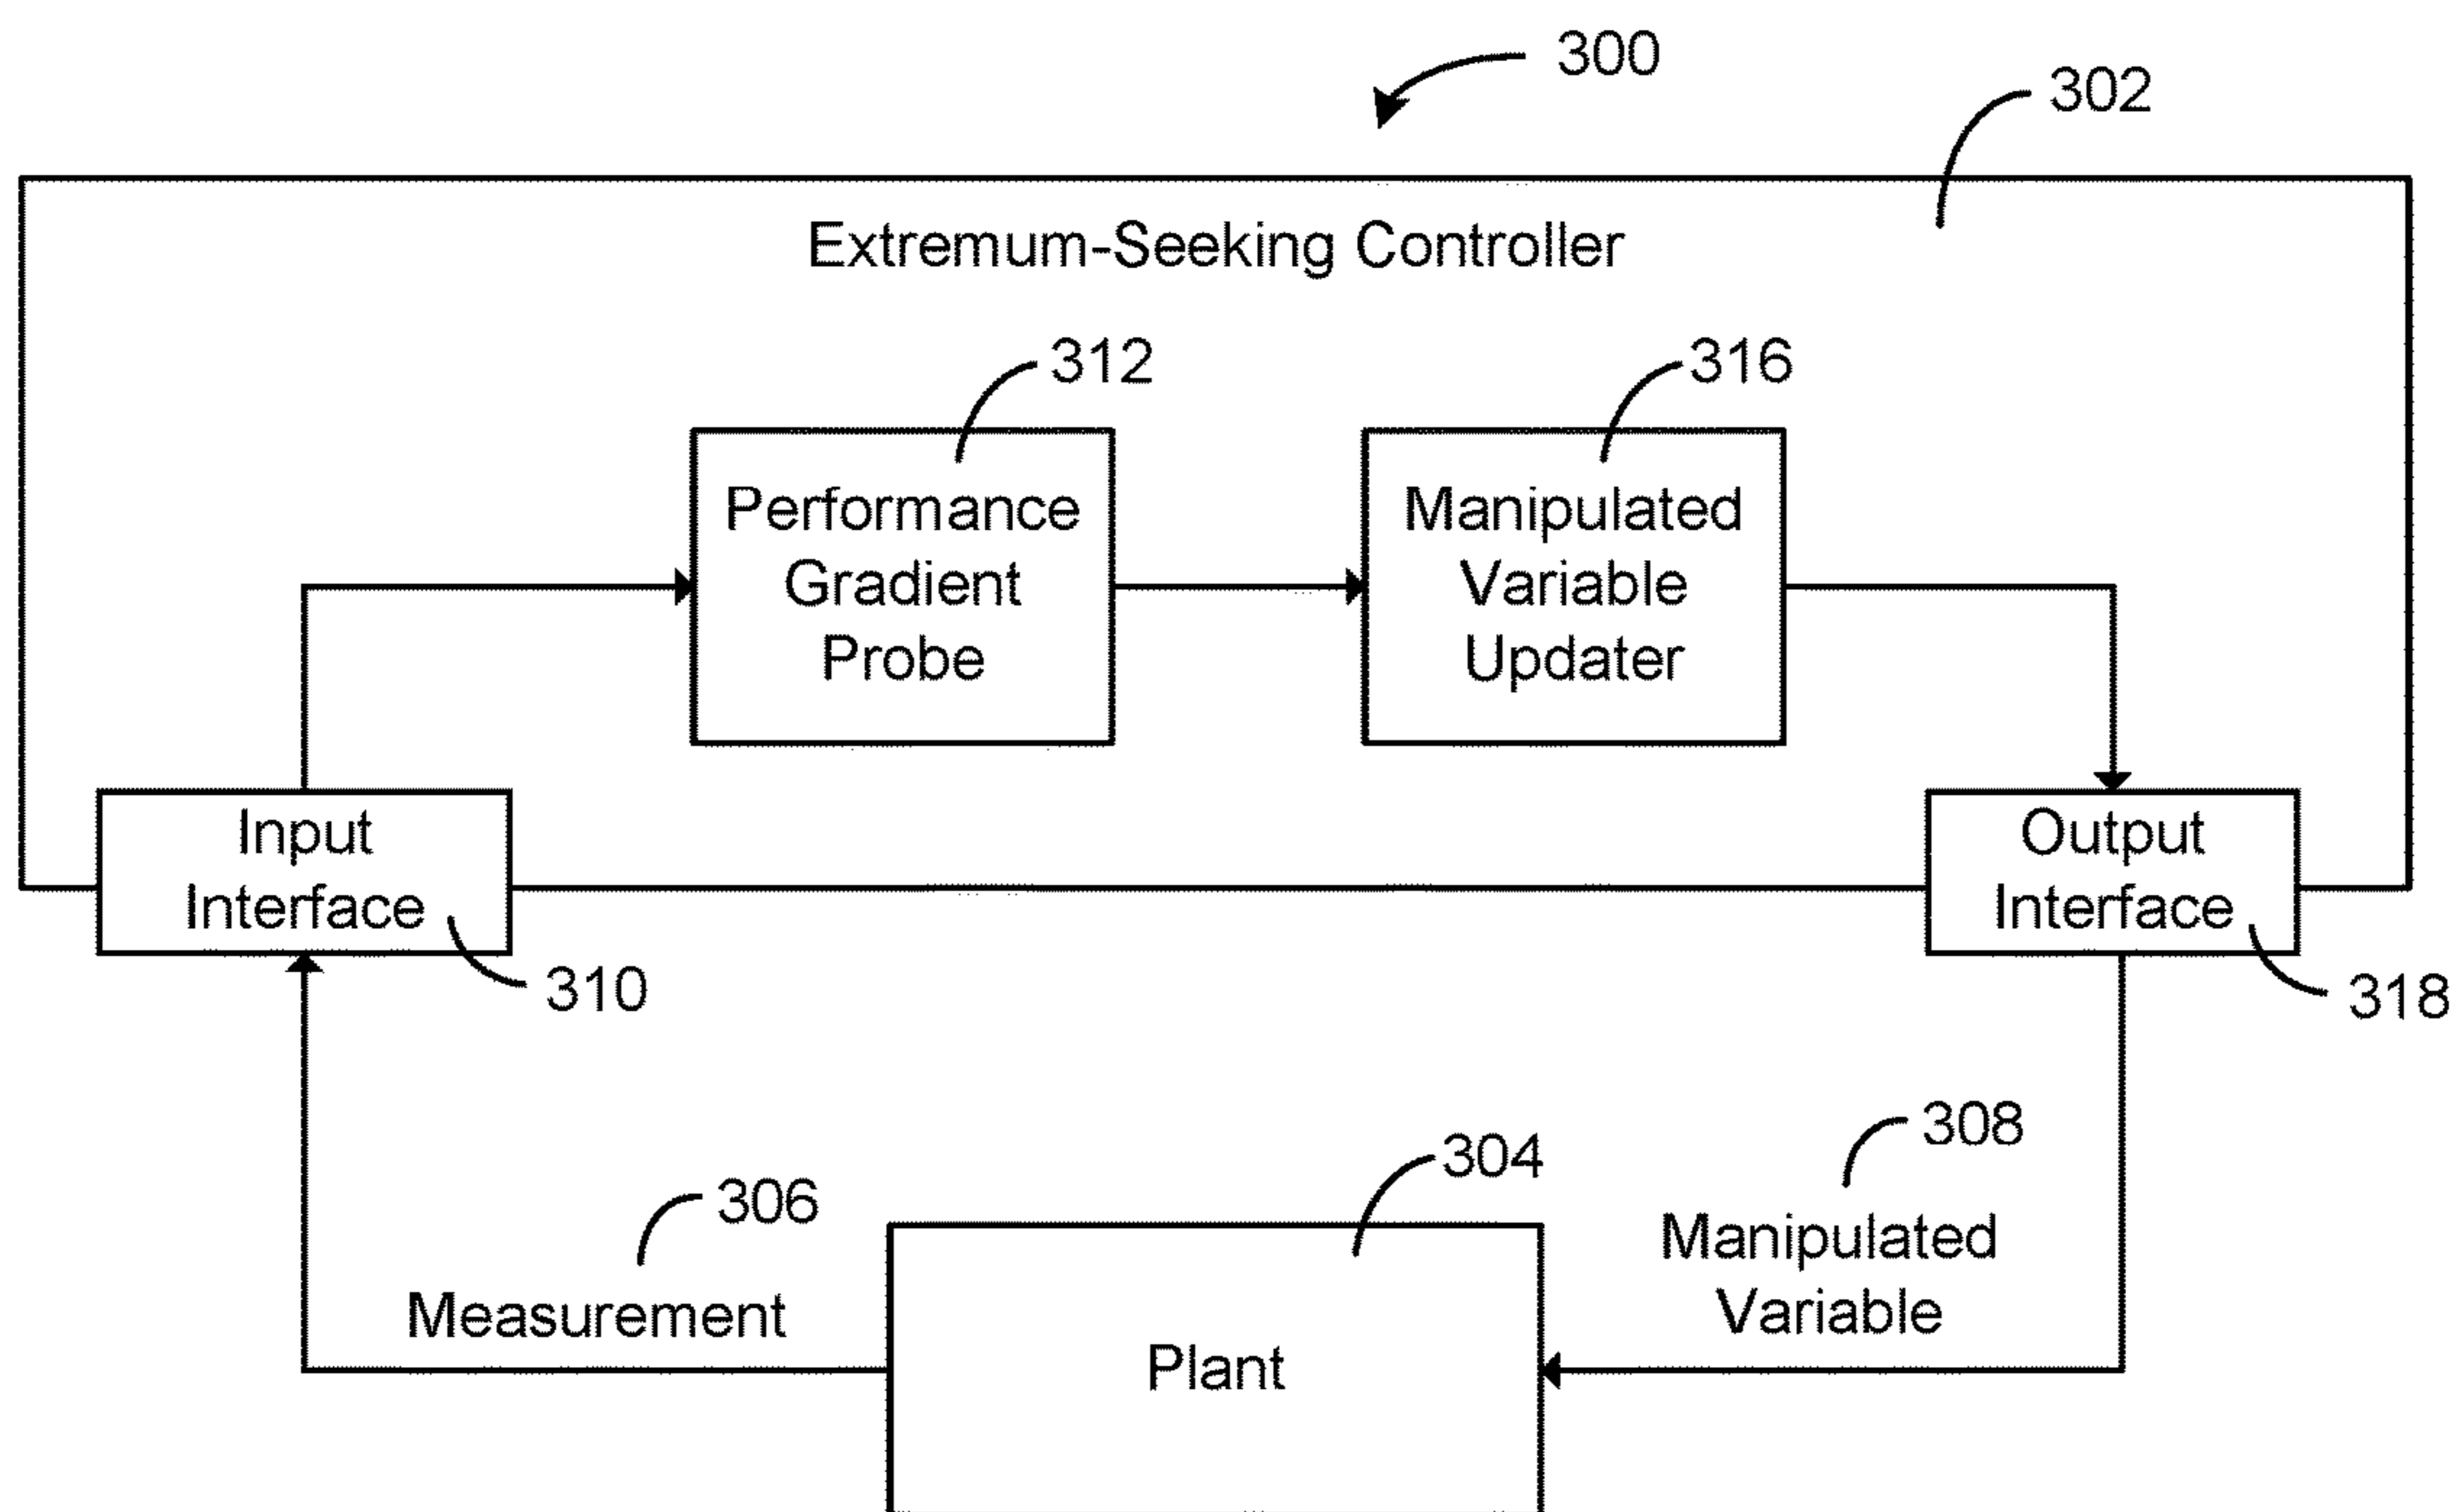 300
302
Extremum-Seeking Controller
312
316
Performance
Gradient
Probe
Manipulated
Variable
Updater
Input
Interface
310
Output
Interface
318
306
Measurement
304
Plant
308
Manipulated
Variable